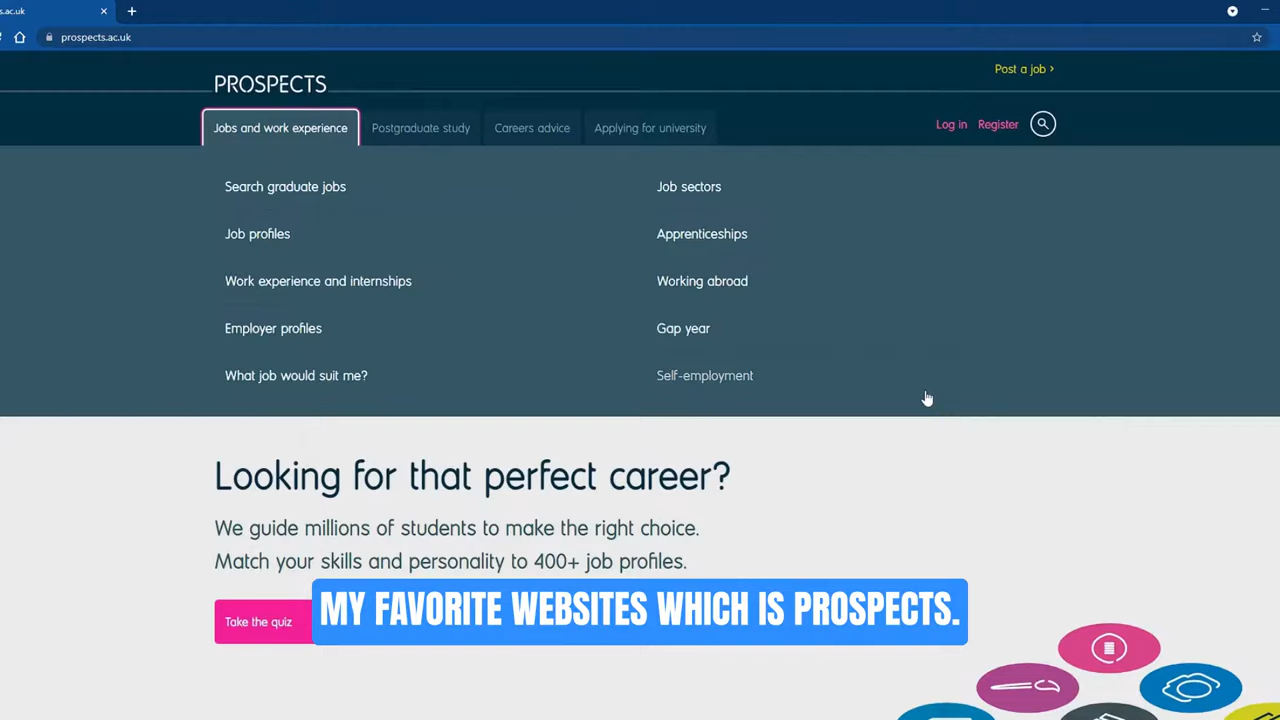 s.ac.uk
prospects.ac.uk
Post a job >
PROSPECTS
Jobs and work experience
Postgraduate study
Careers advice
Applying for university
Log in
Register
Search graduate jobs
Job sectors
Job profiles
Apprenticeships
Work experience and internships
Working abroad
Employer profiles
Gap year
What job would suit me?
Self-employment
Looking for that perfect career?
We guide millions of students to make the right choice.
Match your skills and personality to 400+ job profiles.
Take the quiz
MY FAVORITE WEBSITES WHICH IS PROSPECTS.